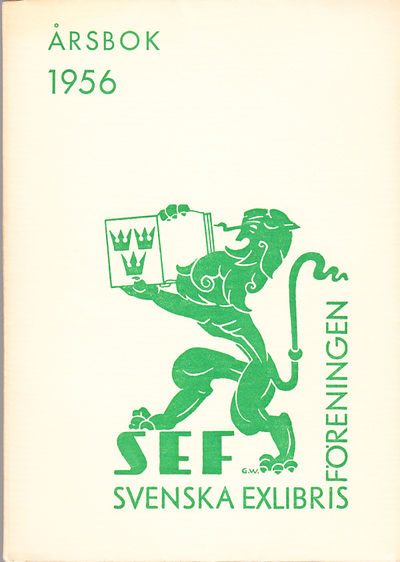 ÅRSBOK
1956
SEF
G.W.
SVENSKA EXLIBRIS
FÖRENINGEN